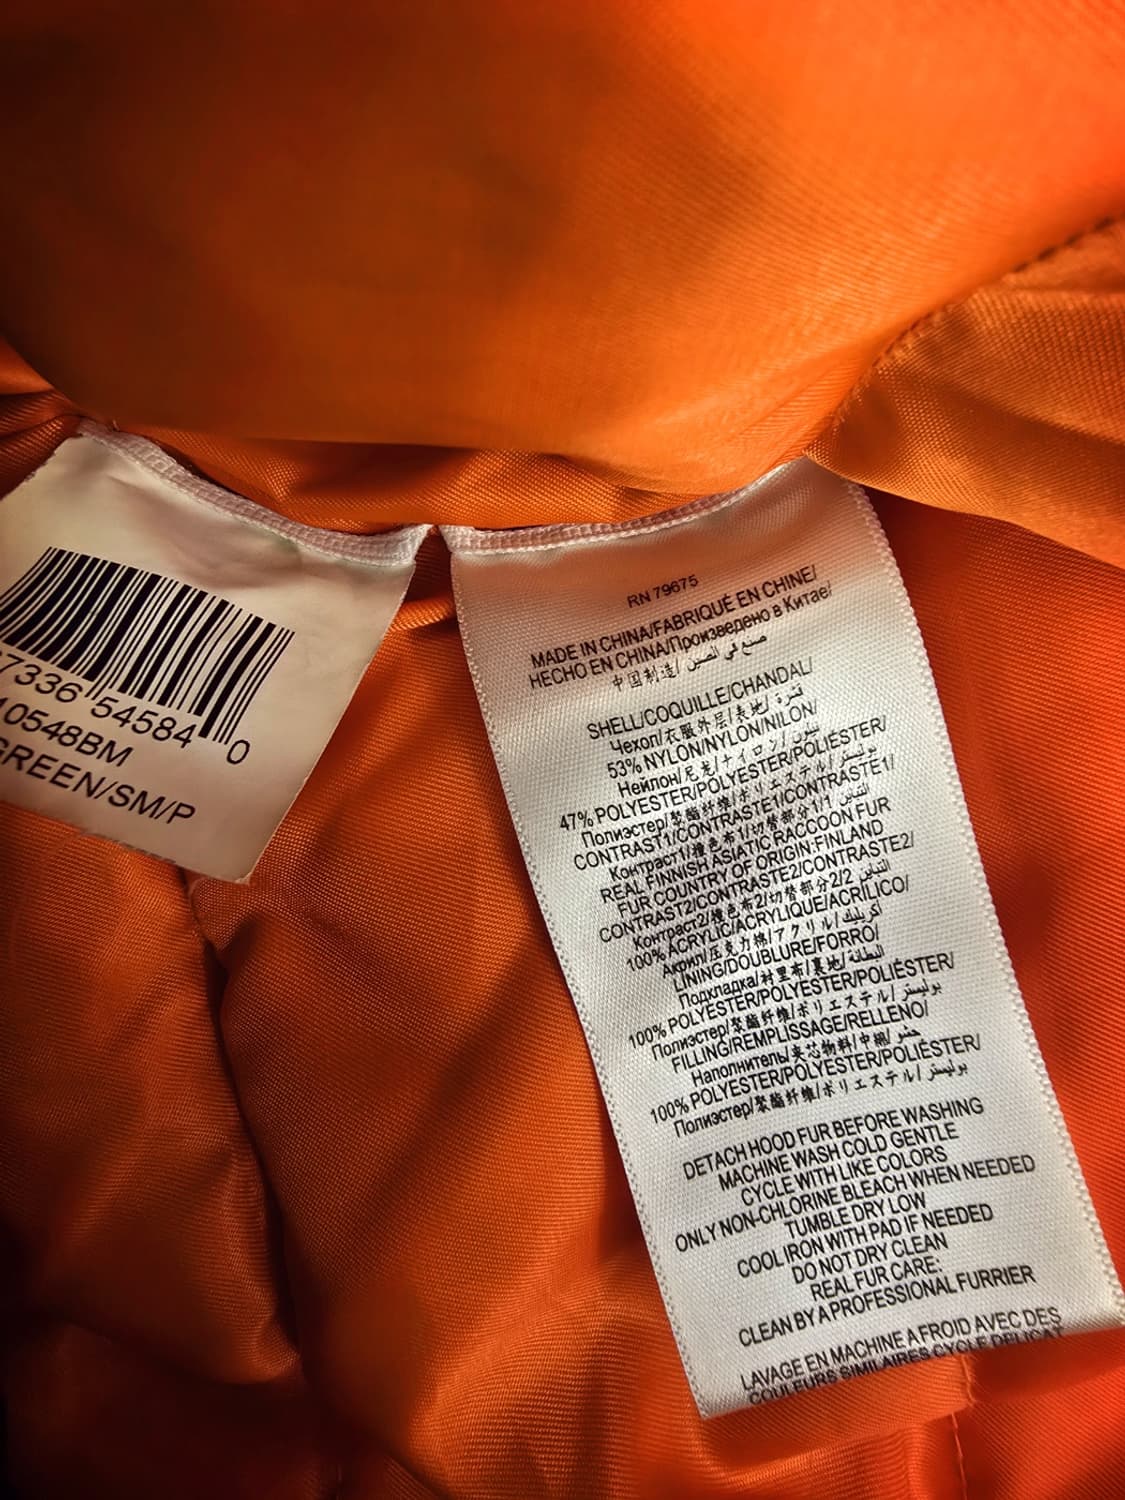 7336 54584 0
10548BM
GREEN/SM/P
RN 79675
MADE IN CHINA/FABRIQUÉ EN CHINE/
HECHO EN CHINA/Произведено в Китае/
中国制造/ صنع في الصين
SHELL/COQUILLE/CHANDAL/
Чехол/衣服外层/表地/ قشرة
53% NYLON/NYLON/NILON/
Нейлон/尼龙/ナイロン/ نيلون
47% POLYESTER/POLYESTER/POLIÉSTER/
Полиэстер/聚酯纤维/ポリエステル/ بوليستر
CONTRAST1/CONTRASTE1/CONTRASTE1/
Контраст1/撞色布1/切替部分1/ التباين 1
REAL FINNISH ASIATIC RACCOON FUR
FUR COUNTRY OF ORIGIN:FINLAND
CONTRAST2/CONTRASTE2/CONTRASTE2/
Контраст2/撞色布2/切替部分2/ التباين 2
100% ACRYLIC/ACRYLIQUE/ACRÍLICO/
Акрил/压克力棉/アクリル/ أكريليك
LINING/DOUBLURE/FORRO/
Подкладка/衬里布/裏地/ البطانة
100% POLYESTER/POLYESTER/POLIÉSTER/
Полиэстер/聚酯纤维/ポリエステル/ بوليستر
FILLING/REMPLISSAGE/RELLENO/
Наполнитель/夹芯物料/中綿/ حشو
100% POLYESTER/POLYESTER/POLIÉSTER/
Полиэстер/聚酯纤维/ポリエステル/ بوليستر
DETACH HOOD FUR BEFORE WASHING
MACHINE WASH COLD GENTLE
CYCLE WITH LIKE COLORS
ONLY NON-CHLORINE BLEACH WHEN NEEDED
TUMBLE DRY LOW
COOL IRON WITH PAD IF NEEDED
DO NOT DRY CLEAN
REAL FUR CARE:
CLEAN BY A PROFESSIONAL FURRIER
LAVAGE EN MACHINE A FROID AVEC DES
COULEURS SIMILAIRES CYCLE DELICAT